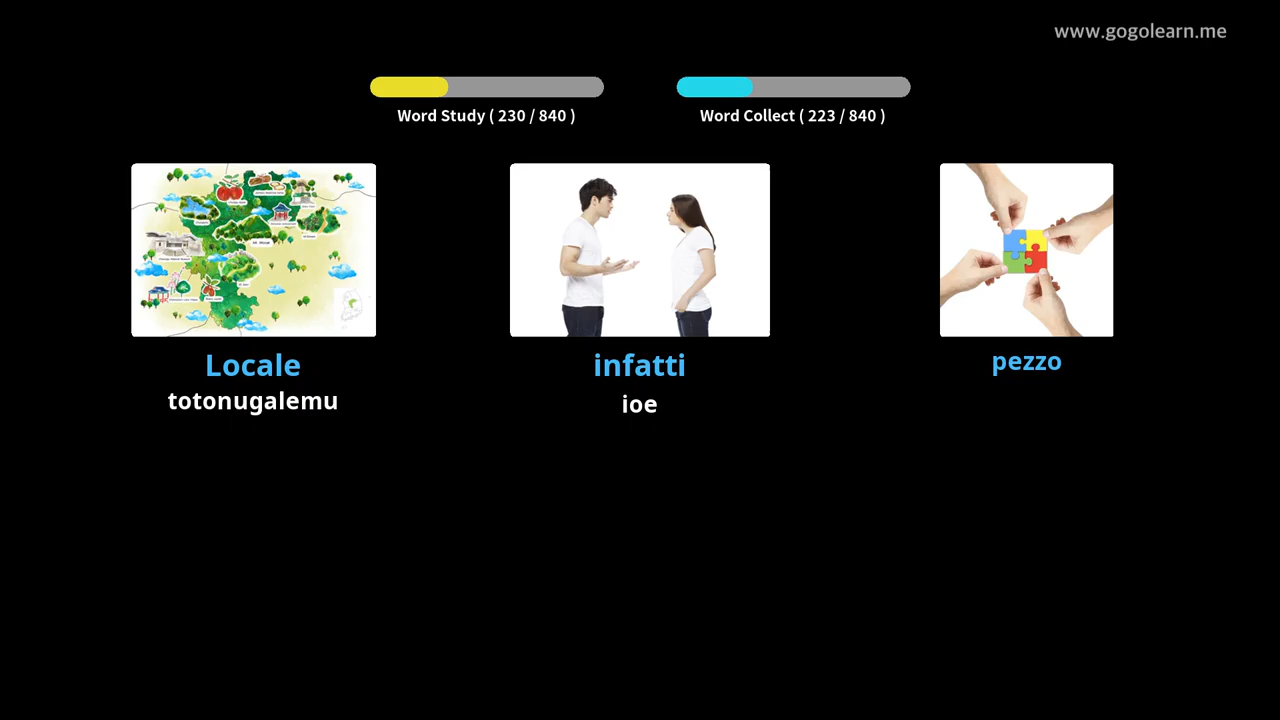 www.gogolearn.me
Word Study ( 230 / 840 )
Word Collect ( 223 / 840 )
Locale
totonugalemu
infatti
ioe
pezzo